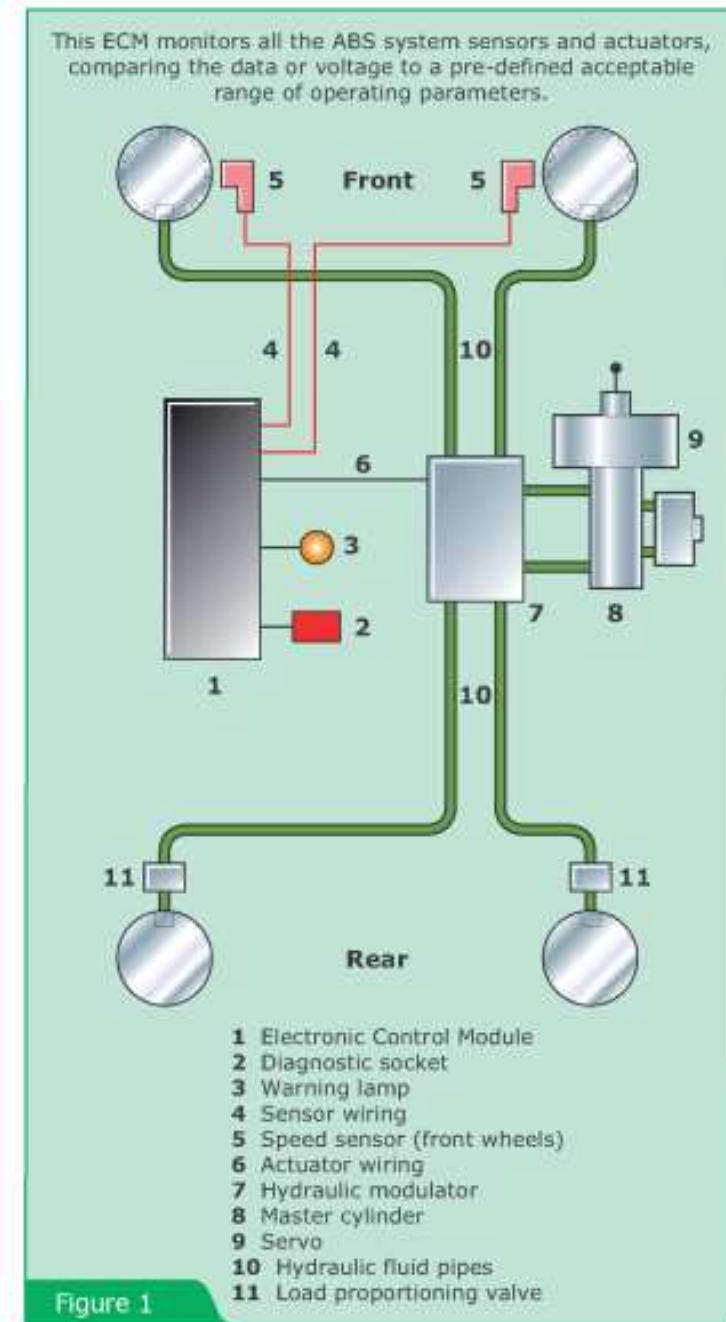 This ECM monitors all the ABS system sensors and actuators,
comparing the data or voltage to a pre-defined acceptable
range of operating parameters.
5 Front 5
4 4 10
9
6
3
2 7 8
1
10
11 11
Rear
1 Electronic Control Module
2 Diagnostic socket
3 Warning lamp
4 Sensor wiring
5 Speed sensor (front wheels)
6 Actuator wiring
7 Hydraulic modulator
8 Master cylinder
9 Servo
10 Hydraulic fluid pipes
11 Load proportioning valve
Figure 1